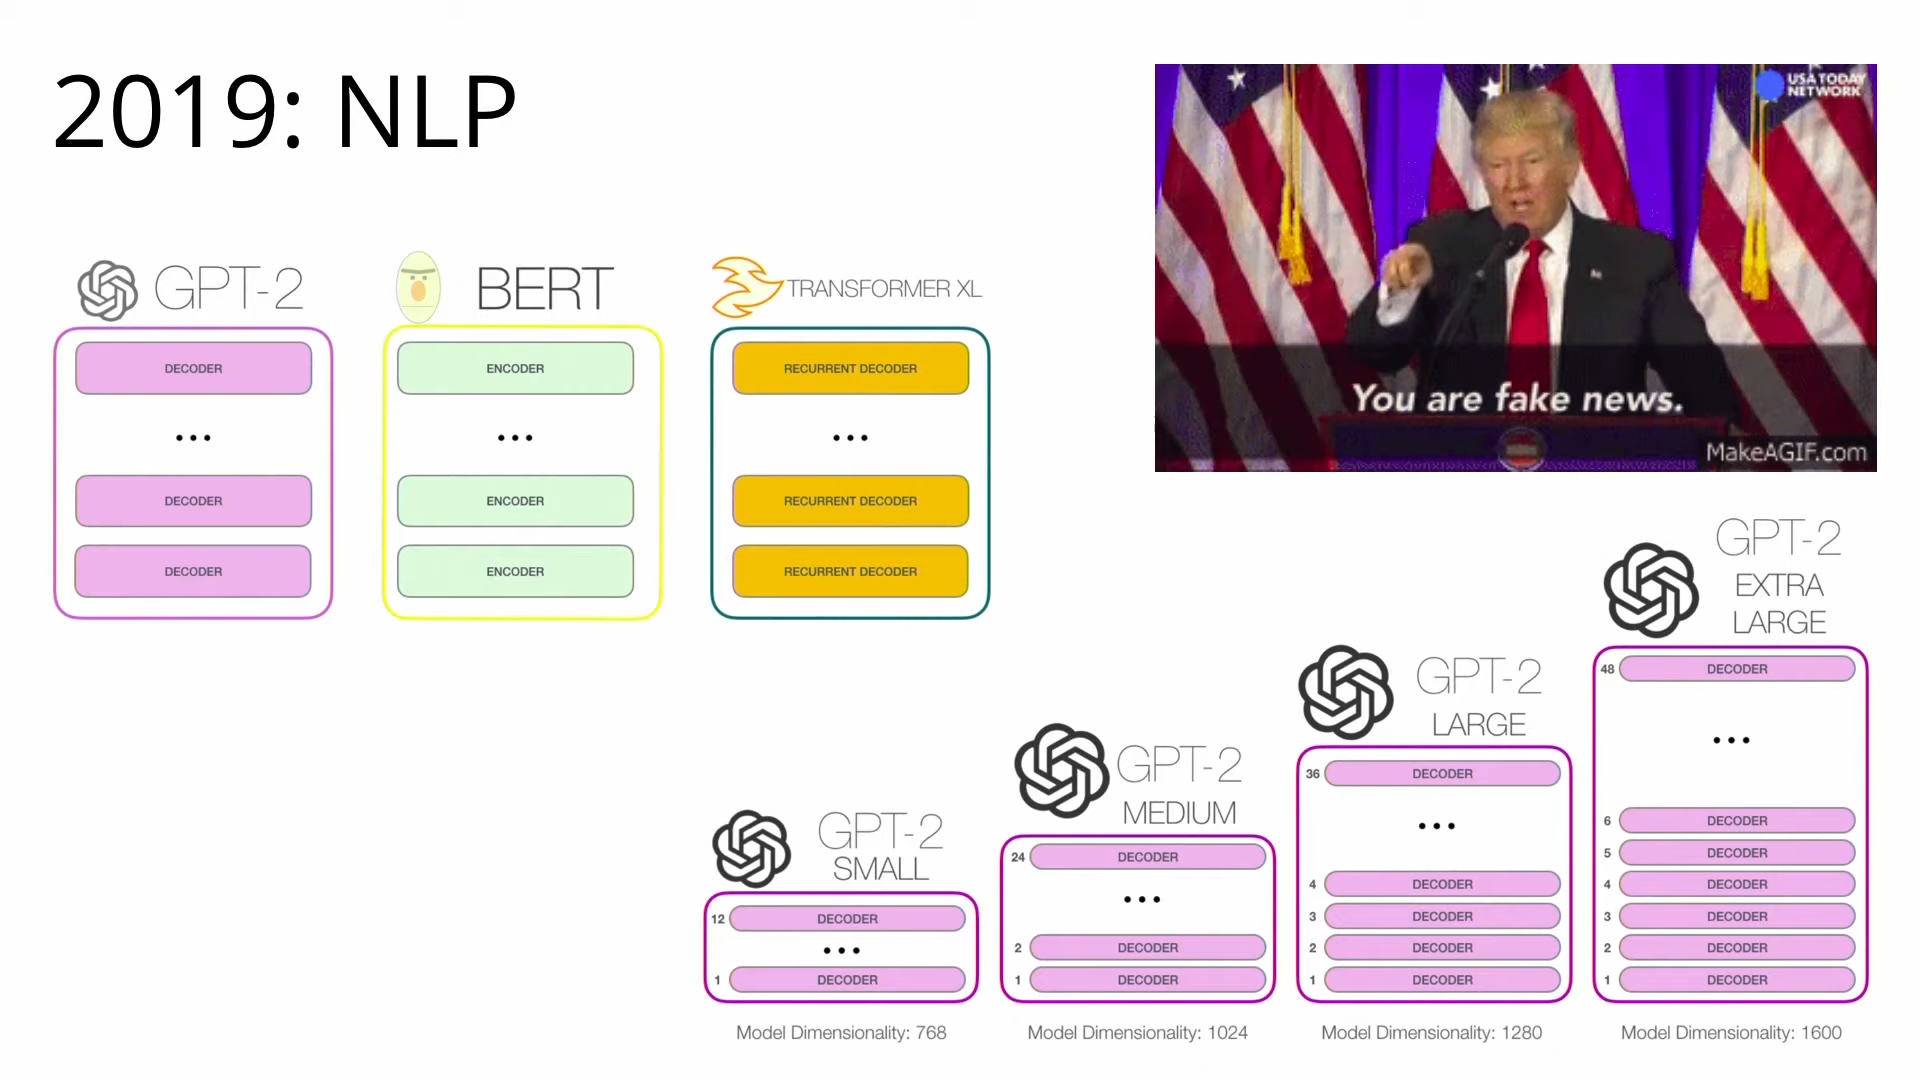 2019: NLP
USA TODAY
NETWORK
You are fake news.
MakeAGIF.com
GPT-2
DECODER
DECODER
DECODER
BERT
ENCODER
ENCODER
ENCODER
TRANSFORMER XL
RECURRENT DECODER
RECURRENT DECODER
RECURRENT DECODER
GPT-2
SMALL
12 DECODER
1 DECODER
Model Dimensionality: 768
GPT-2
MEDIUM
24 DECODER
2 DECODER
1 DECODER
Model Dimensionality: 1024
GPT-2
LARGE
36 DECODER
4 DECODER
3 DECODER
2 DECODER
1 DECODER
Model Dimensionality: 1280
GPT-2
EXTRA
LARGE
48 DECODER
6 DECODER
5 DECODER
4 DECODER
3 DECODER
2 DECODER
1 DECODER
Model Dimensionality: 1600